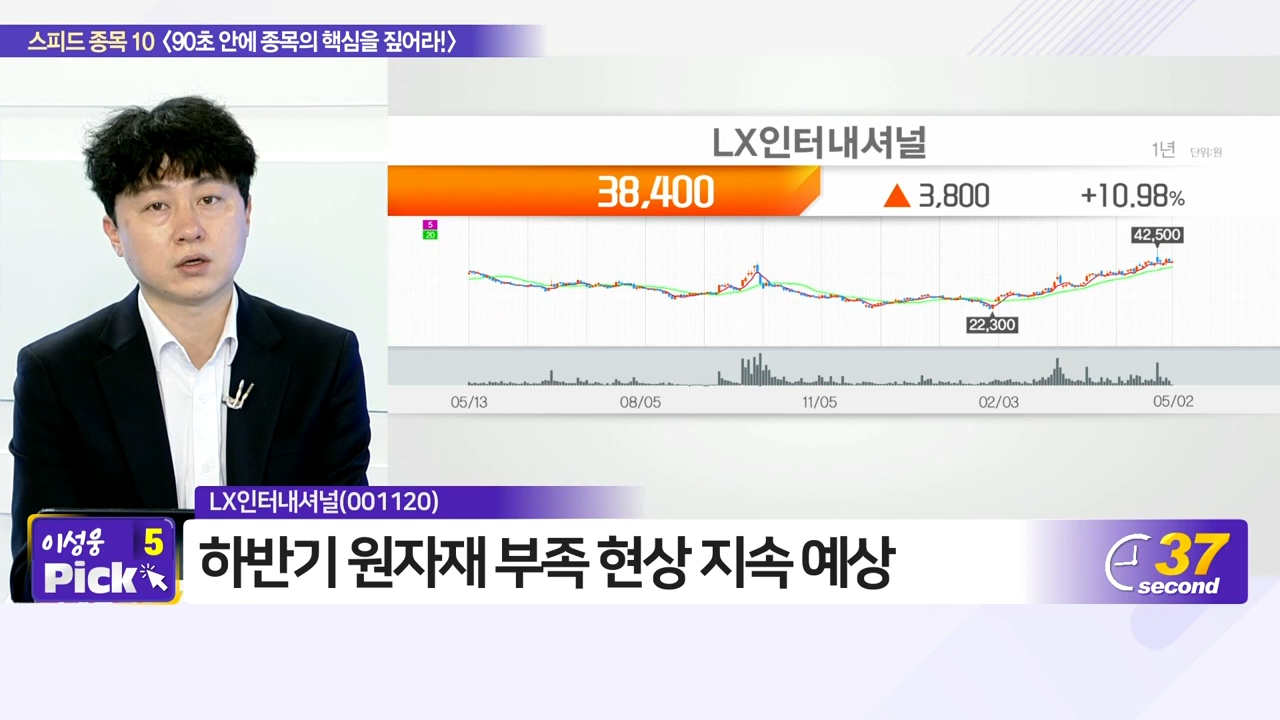 스피드 종목 10 <90초 안에 종목의 핵심을 짚어라!>
LX인터내셔널
1년 단위:원
38,400 ▲ 3,800 +10.98%
5
20
42,500
22,300
05/13 08/05 11/05 02/03 05/02
LX인터내셔널(001120)
이성웅 5
Pick
하반기 원자재 부족 현상 지속 예상
37
second